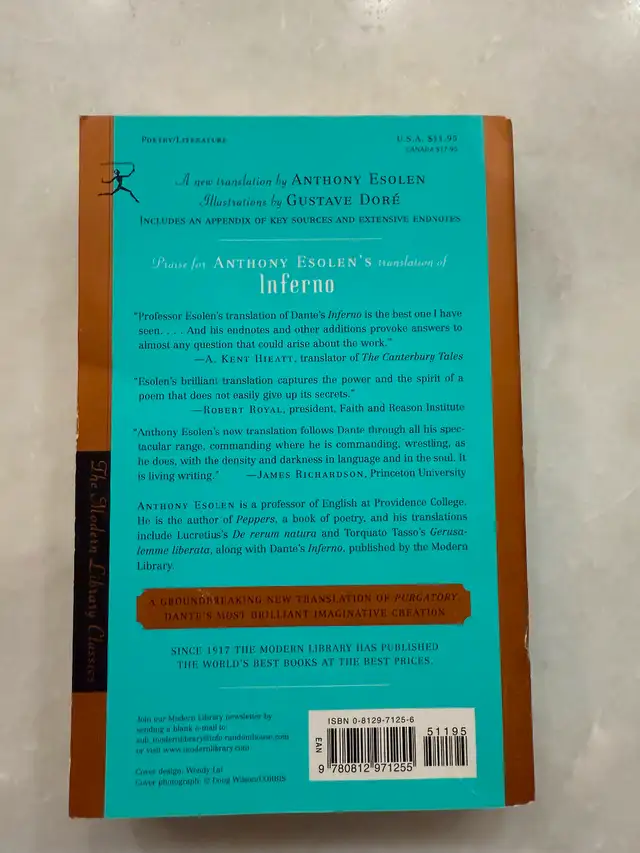 POETRY/LITERATURE
U.S.A. $11.95
CANADA $17.95
A new translation by ANTHONY ESOLEN
Illustrations by GUSTAVE DORÉ
INCLUDES AN APPENDIX OF KEY SOURCES AND EXTENSIVE ENDNOTES
Praise for ANTHONY ESOLEN'S translation of
Inferno
"Professor Esolen's translation of Dante's Inferno is the best one I have
seen. . . . And his endnotes and other additions provoke answers to
almost any question that could arise about the work."
—A. KENT HIEATT, translator of The Canterbury Tales
"Esolen's brilliant translation captures the power and the spirit of a
poem that does not easily give up its secrets."
—ROBERT ROYAL, president, Faith and Reason Institute
"Anthony Esolen's new translation follows Dante through all his spec-
tacular range, commanding where he is commanding, wrestling, as
he does, with the density and darkness in language and in the soul. It
is living writing." —JAMES RICHARDSON, Princeton University
ANTHONY ESOLEN is a professor of English at Providence College.
He is the author of Peppers, a book of poetry, and his translations
include Lucretius's De rerum natura and Torquato Tasso's Gerusa-
lemme liberata, along with Dante's Inferno, published by the Modern
Library.
A GROUNDBREAKING NEW TRANSLATION OF PURGATORY,
DANTE'S MOST BRILLIANT IMAGINATIVE CREATION
SINCE 1917 THE MODERN LIBRARY HAS PUBLISHED
THE WORLD'S BEST BOOKS AT THE BEST PRICES.
Join our Modern Library newsletter by
sending a blank e-mail to
sub_modernlibrary@info.randomhouse.com
or visit www.modernlibrary.com
Cover design: Wendy Lai
Cover photograph: © Doug Wilson/CORBIS
ISBN 0-8129-7125-6
51195
EAN
9 780812 971255
The Modern Library Classics